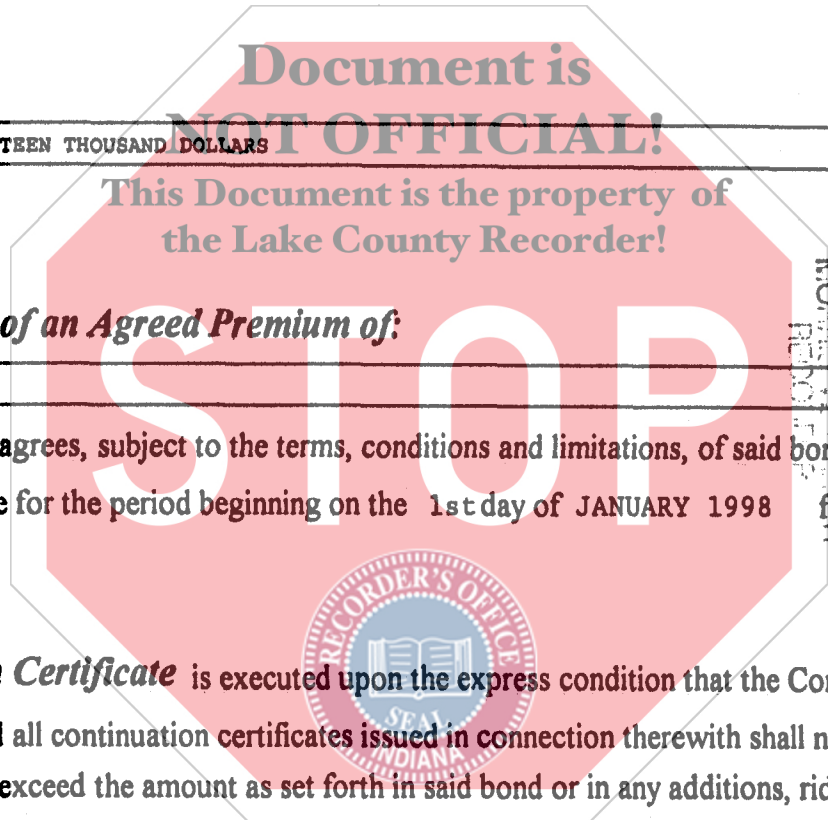 Document is
NOT OFFICIAL!
TEEN THOUSAND DOLLARS
This Document is the property of
the Lake County Recorder!
of an Agreed Premium of:
STOP
agrees, subject to the terms, conditions and limitations, of said bon
e for the period beginning on the 1st day of JANUARY 1998 f
RECORDER'S OFFICE
Certificate is executed upon the express condition that the Con
SEAL
all continuation certificates issued in connection therewith shall n
INDIANA
exceed the amount as set forth in said bond or in any additions, rid